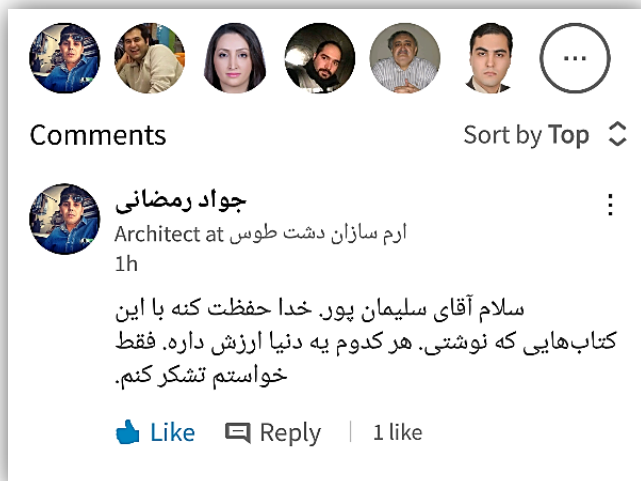 ...
Comments
Sort by Top
جواد رمضانی
Architect at ارم سازان دشت طوس
1h
سلام آقای سلیمان پور. خدا حفظت کنه با این
کتاب‌هایی که نوشتی. هر کدوم یه دنیا ارزش داره. فقط
خواستم تشکر کنم.
Like Reply | 1 like